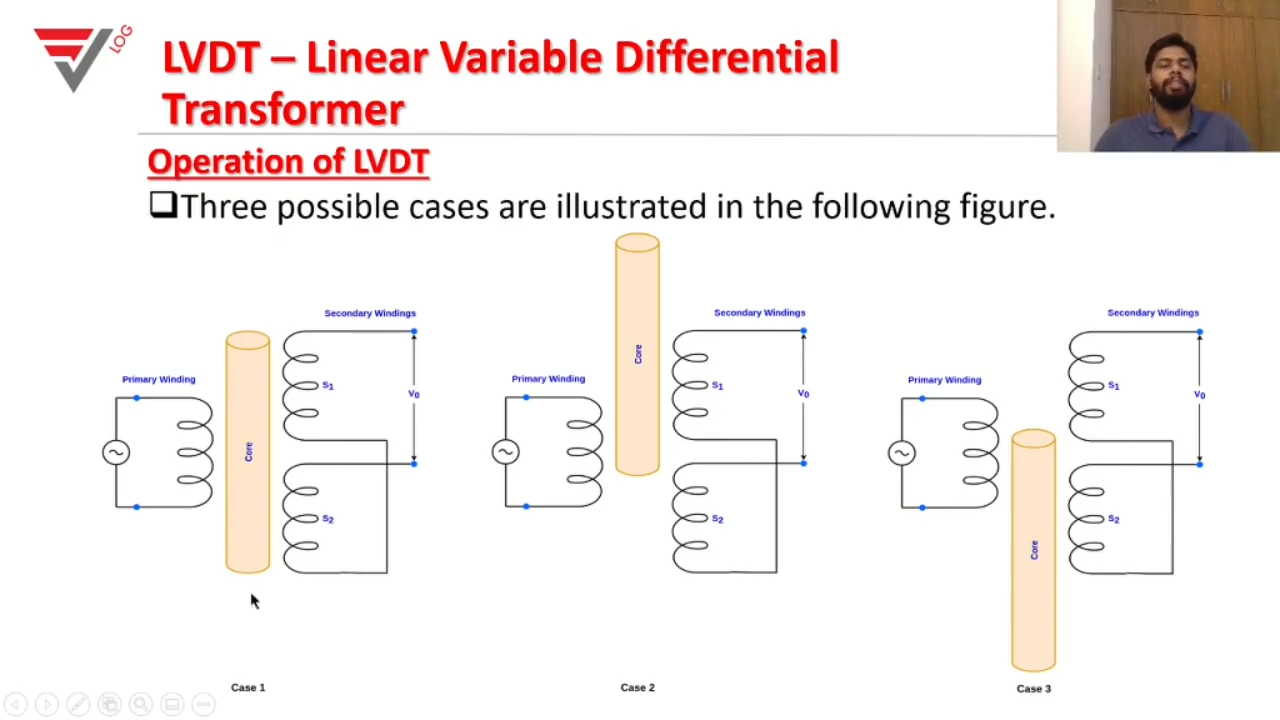 LOG
LVDT – Linear Variable Differential
Transformer
Operation of LVDT
❑Three possible cases are illustrated in the following figure.
Secondary Windings
Primary Winding
S1
V0
Core
S2
Case 1
Secondary Windings
Primary Winding
Core
S1
V0
S2
Case 2
Secondary Windings
Primary Winding
S1
V0
Core
S2
Case 3